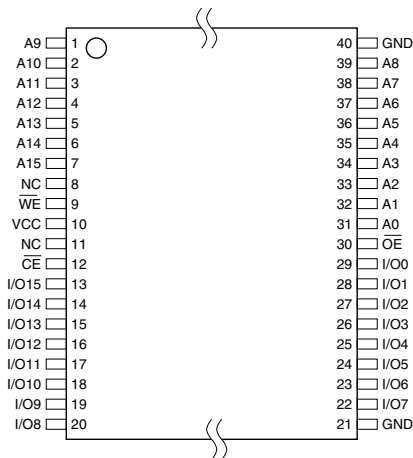 A9 1 40 GND
A10 2 39 A8
A11 3 38 A7
A12 4 37 A6
A13 5 36 A5
A14 6 35 A4
A15 7 34 A3
NC 8 33 A2
WE 9 32 A1
VCC 10 31 A0
NC 11 30 OE
CE 12 29 I/O0
I/O15 13 28 I/O1
I/O14 14 27 I/O2
I/O13 15 26 I/O3
I/O12 16 25 I/O4
I/O11 17 24 I/O5
I/O10 18 23 I/O6
I/O9 19 22 I/O7
I/O8 20 21 GND